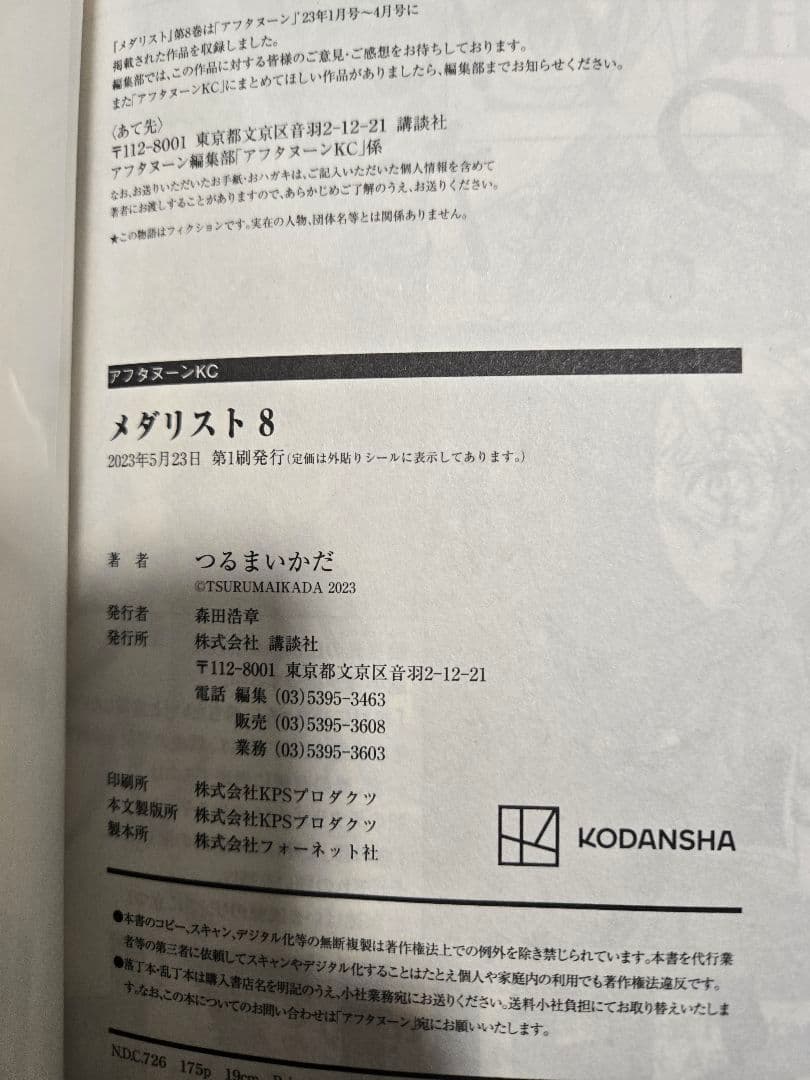 『メダリスト』第8巻は「アフタヌーン」'23年1月号〜4月号に
掲載された作品を収録しました。
編集部では、この作品に対する皆様のご意見・ご感想をお待ちしております。
また「アフタヌーンKC」にまとめてほしい作品がありましたら、編集部までお知らせください。
〈あて先〉
〒112-8001 東京都文京区音羽2-12-21 講談社
アフタヌーン編集部「アフタヌーンKC」係
なお、お送りいただいたお手紙・おハガキは、ご記入いただいた個人情報を含めて
著者にお渡しすることがありますので、あらかじめご了解のうえ、お送りください。
★この物語はフィクションです。実在の人物、団体名等とは関係ありません。
アフタヌーンKC
メダリスト 8
2023年5月23日 第1刷発行(定価は外貼りシールに表示してあります。)
著 者 つるまいかだ
©TSURUMAIKADA 2023
発行者 森田浩章
発行所 株式会社 講談社
〒112-8001 東京都文京区音羽2-12-21
電話 編集 (03)5395-3463
販売 (03)5395-3608
業務 (03)5395-3603
印刷所 株式会社KPSプロダクツ
本文製版所 株式会社KPSプロダクツ
製本所 株式会社フォーネット社
KODANSHA
●本書のコピー、スキャン、デジタル化等の無断複製は著作権法上での例外を除き禁じられています。本書を代行業
者等の第三者に依頼してスキャンやデジタル化することはたとえ個人や家庭内の利用でも著作権法違反です。
●落丁本・乱丁本は購入書店名を明記のうえ、小社業務宛にお送りください。送料小社負担にてお取り替えいたしま
す。なお、この本についてのお問い合わせは「アフタヌーン」宛にお願いいたします。
N.D.C.726 175p 19cm